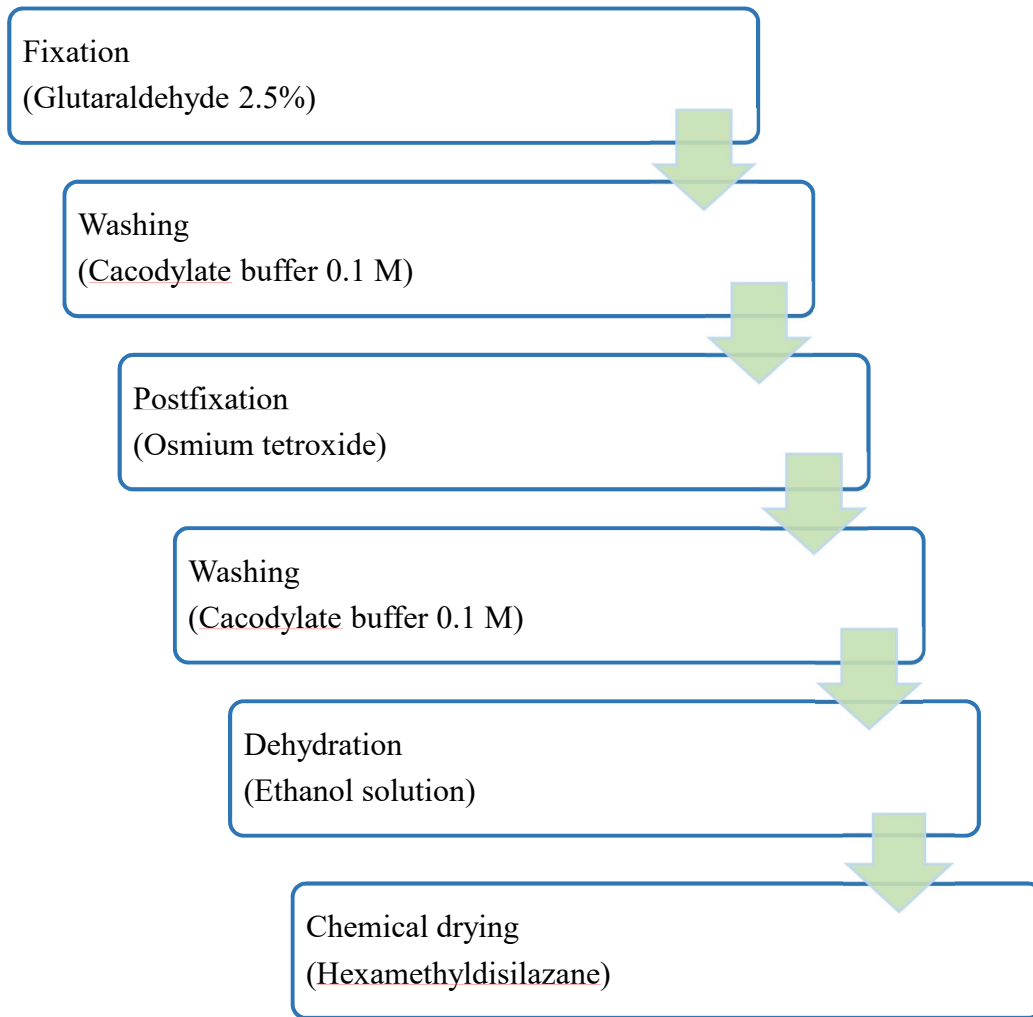 Fixation
(Glutaraldehyde 2.5%)
Washing
(Cacodylate buffer 0.1 M)
Postfixation
(Osmium tetroxide)
Washing
(Cacodylate buffer 0.1 M)
Dehydration
(Ethanol solution)
Chemical drying
(Hexamethyldisilazane)